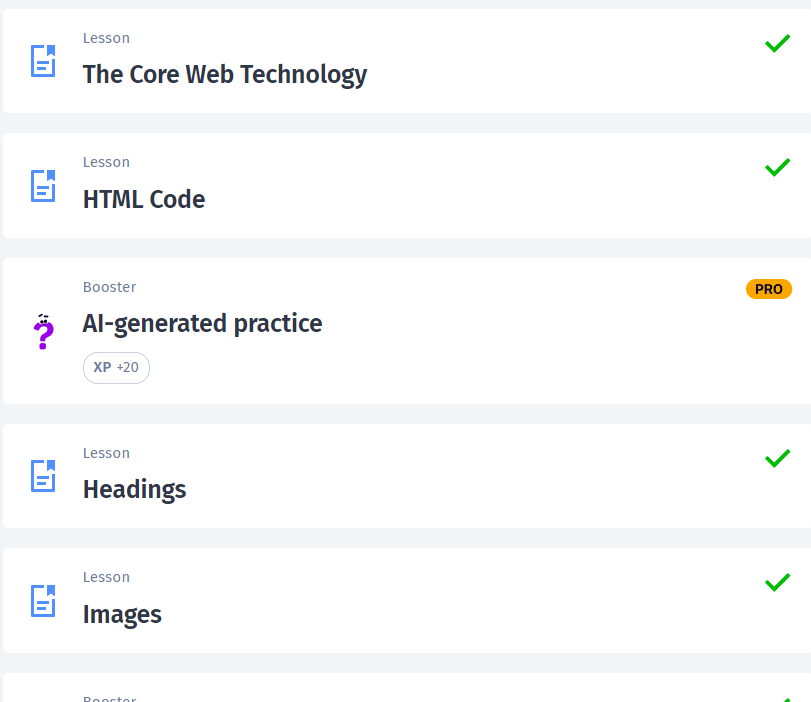 Lesson
The Core Web Technology
Lesson
HTML Code
Booster
PRO
AI-generated practice
XP +20
Lesson
Headings
Lesson
Images
Booster